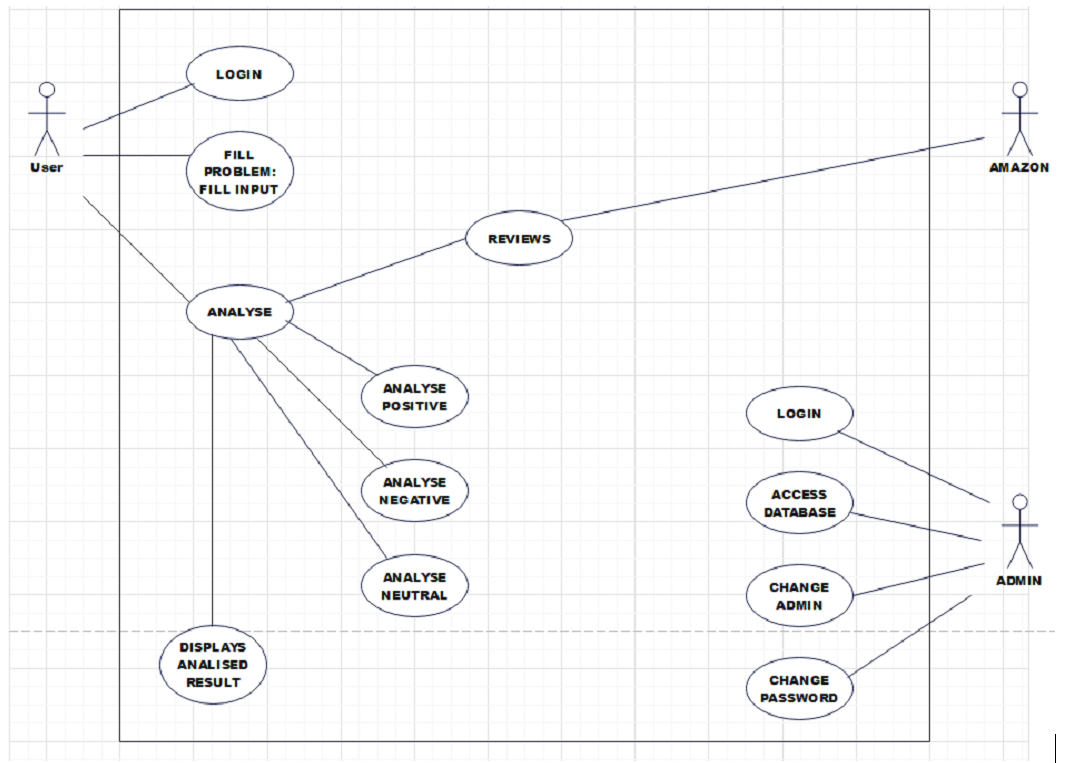 LOGIN
User
FILL
PROBLEM:
FILL INPUT
AMAZON
REVIEWS
ANALYSE
ANALYSE
POSITIVE
LOGIN
ANALYSE
NEGATIVE
ACCESS
DATABASE
ANALYSE
NEUTRAL
CHANGE
ADMIN
ADMIN
DISPLAYS
ANALISED
RESULT
CHANGE
PASSWORD